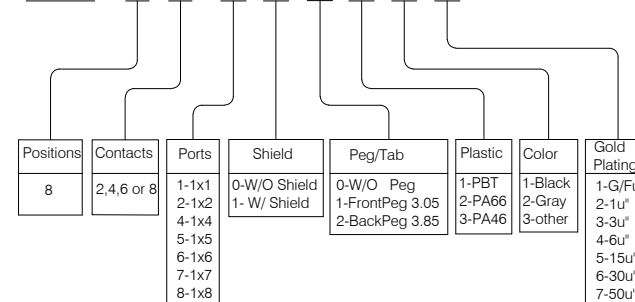 Positions
8
Contacts
2,4,6 or 8
Ports
1-1x1
2-1x2
4-1x4
5-1x5
6-1x6
7-1x7
8-1x8
Shield
0-W/O Shield
1- W/ Shield
Peg/Tab
0-W/O Peg
1-FrontPeg 3.05
2-BackPeg 3.85
Plastic
1-PBT
2-PA66
3-PA46
Color
1-Black
2-Gray
3-other
Gold
Plating
1-G/Fu
2-1u"
3-3u"
4-6u"
5-15u"
6-30u"
7-50u"